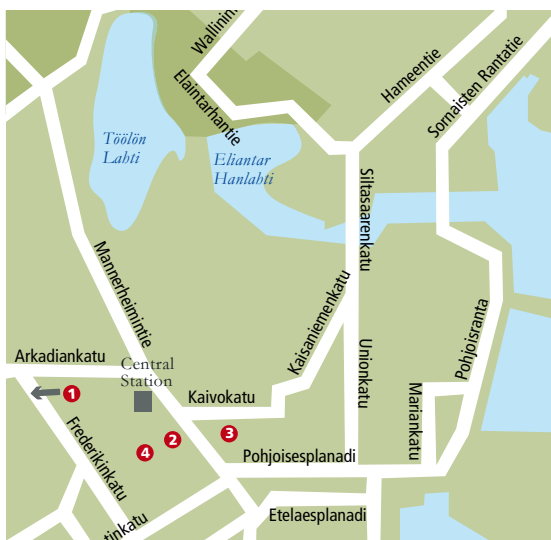 Wallinin
Hameentie
Sornaisten Rantatie
Elaintarhantie
Töölön
Lahti
Eliantar
Hanlahti
Siltasaarenkatu
Mannerheimintie
Kaisaniemenkatu
Unionkatu
Pohjoisranta
Mariankatu
Arkadiankatu
Central
Station
1
Kaivokatu
Frederikinkatu
2
3
4
Pohjoisesplanadi
tinkatu
Etelaesplanadi